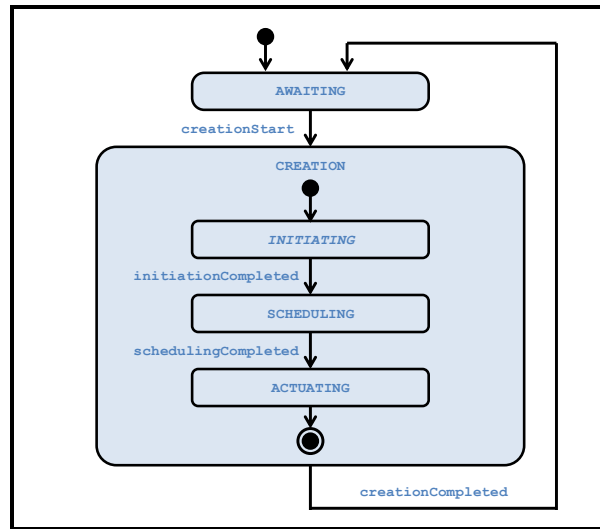 AWAITING
creationStart
CREATION
INITIATING
initiationCompleted
SCHEDULING
schedulingCompleted
ACTUATING
creationCompleted